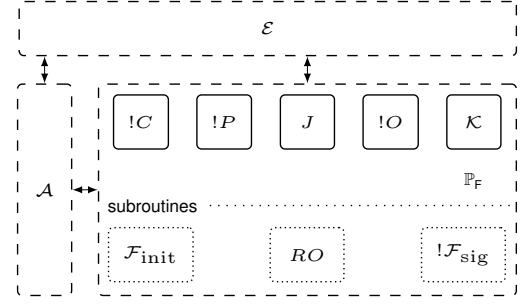 ℰ
!C !P J !O 𝒦
𝒜
ℙ_F
subroutines
ℱ_init RO !ℱ_sig